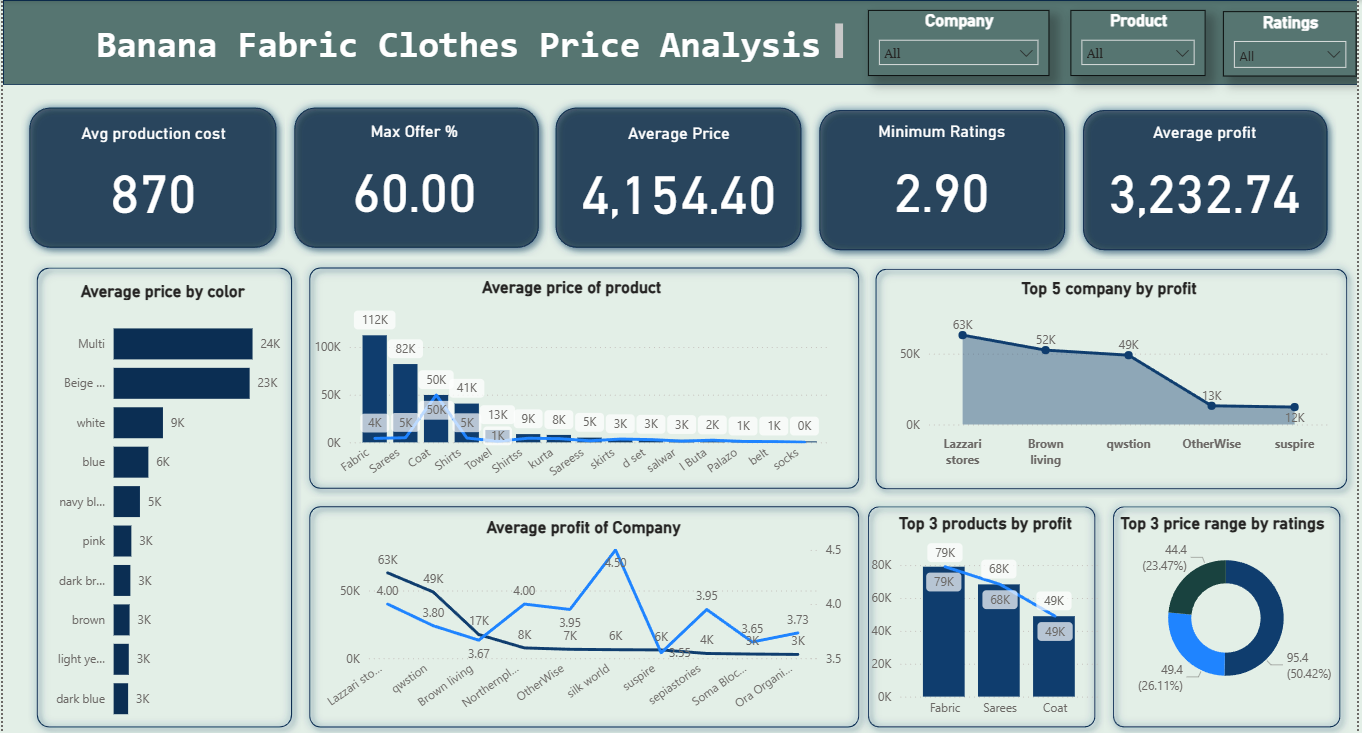 Banana Fabric Clothes Price Analysis
Company
All
Product
All
Ratings
All
Avg production cost
870
Max Offer %
60.00
Average Price
4,154.40
Minimum Ratings
2.90
Average profit
3,232.74
Average price by color
Multi 24K
Beige ... 23K
white 9K
blue 6K
navy bl... 5K
pink 3K
dark br... 3K
brown 3K
light ye... 3K
dark blue 3K
Average price of product
100K
50K
0K
112K 82K 50K 41K 13K 9K 8K 5K 3K 3K 3K 2K 1K 1K 0K
4K 5K 50K 5K 1K
Fabric Sarees Coat Shirts Towel Shirtss kurta Sareess skirts d set salwar l Buta Palazo belt socks
Top 5 company by profit
50K
0K
63K 52K 49K 13K 12K
Lazzari stores
Brown living
qwstion
OtherWise
suspire
Average profit of Company
50K
0K
4.5
4.0
3.5
63K 49K 17K 8K 7K 6K 6K 4K 3K 3K
4.00 3.80 3.67 4.00 3.95 4.50 3.55 3.95 3.65 3.73
Lazzari sto... qwstion Brown living Northernpl... OtherWise silk world suspire sepiastories Soma Bloc... Ora Organi...
Top 3 products by profit
80K
60K
40K
20K
0K
79K 68K 49K
79K 68K 49K
Fabric Sarees Coat
Top 3 price range by ratings
44.4
(23.47%)
49.4
(26.11%)
95.4
(50.42%)